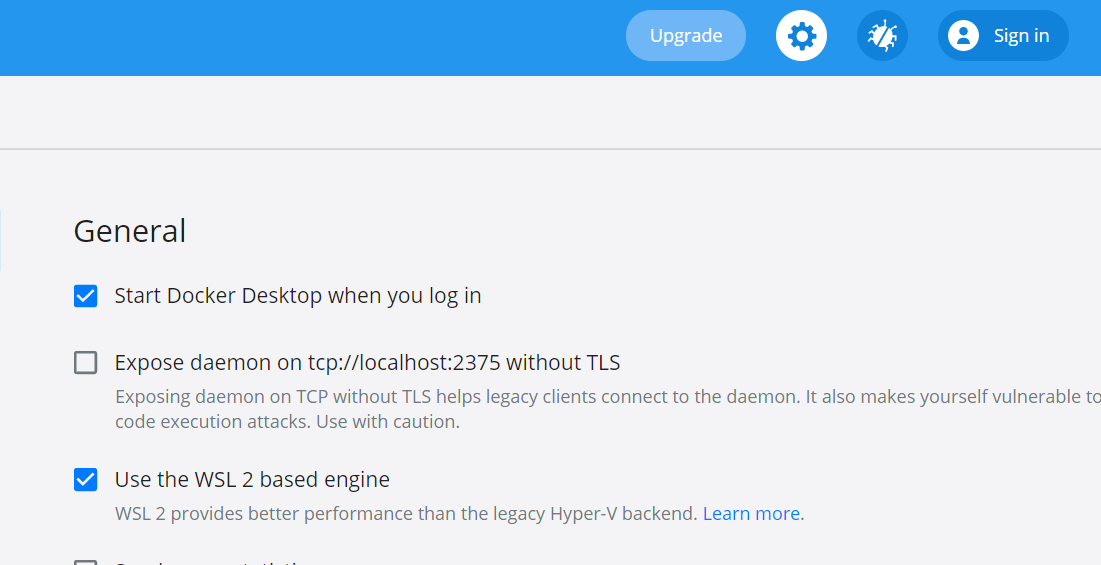 Upgrade
Sign in
General
Start Docker Desktop when you log in
Expose daemon on tcp://localhost:2375 without TLS
Exposing daemon on TCP without TLS helps legacy clients connect to the daemon. It also makes yourself vulnerable to
code execution attacks. Use with caution.
Use the WSL 2 based engine
WSL 2 provides better performance than the legacy Hyper-V backend. Learn more.